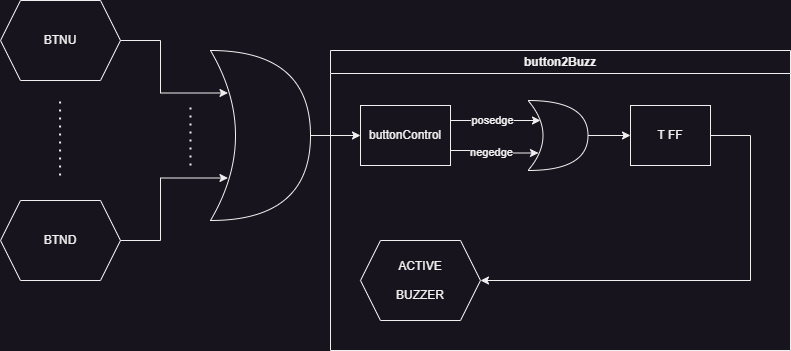 BTNU
button2Buzz
buttonControl
posedge
negedge
T FF
BTND
ACTIVE
BUZZER